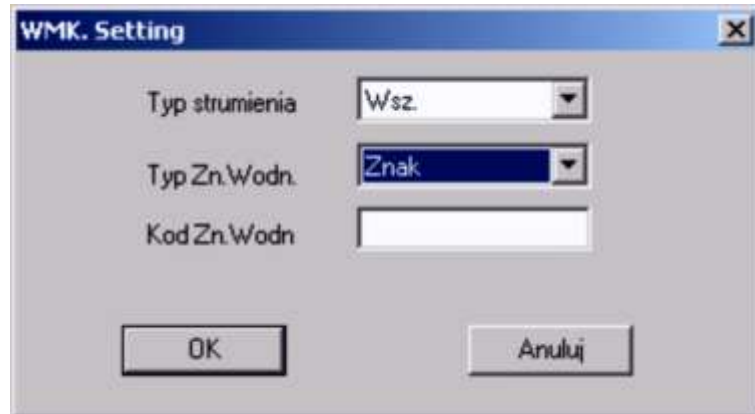 WMK. Setting
Typ strumienia Wsz.
Typ Zn.Wodn. Znak
Kod Zn.Wodn
OK Anuluj